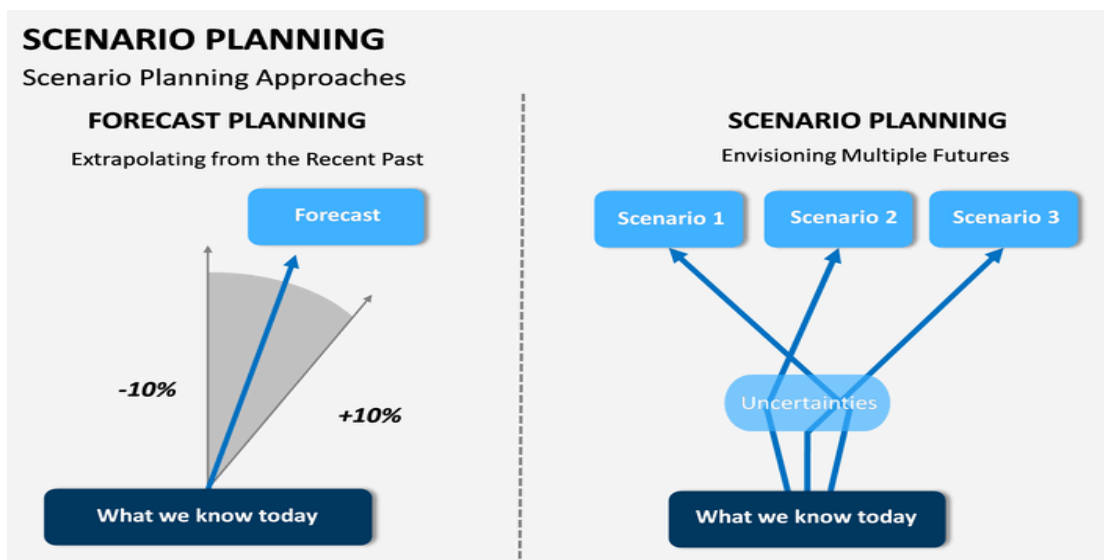 SCENARIO PLANNING
Scenario Planning Approaches
FORECAST PLANNING
Extrapolating from the Recent Past
Forecast
-10%
+10%
What we know today
SCENARIO PLANNING
Envisioning Multiple Futures
Scenario 1
Scenario 2
Scenario 3
Uncertainties
What we know today